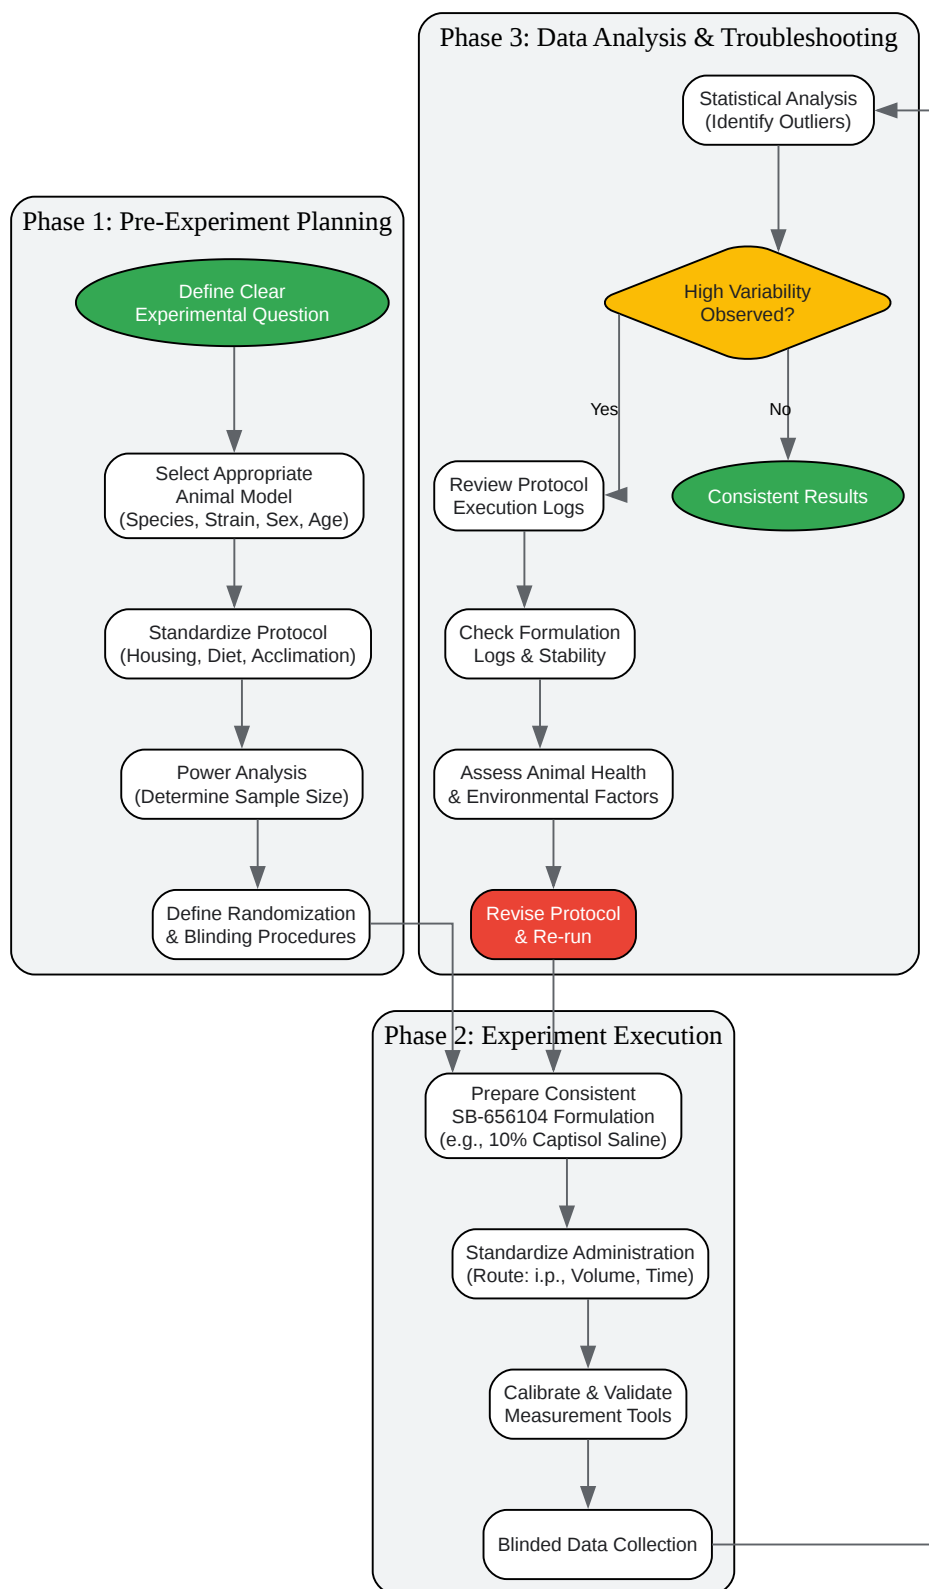 Phase 1: Pre-Experiment Planning
Define Clear
Experimental Question
Select Appropriate
Animal Model
(Species, Strain, Sex, Age)
Standardize Protocol
(Housing, Diet, Acclimation)
Power Analysis
(Determine Sample Size)
Define Randomization
& Blinding Procedures
Phase 3: Data Analysis & Troubleshooting
Statistical Analysis
(Identify Outliers)
High Variability
Observed?
Yes
No
Review Protocol
Execution Logs
Consistent Results
Check Formulation
Logs & Stability
Assess Animal Health
& Environmental Factors
Revise Protocol
& Re-run
Phase 2: Experiment Execution
Prepare Consistent
SB-656104 Formulation
(e.g., 10% Captisol Saline)
Standardize Administration
(Route: i.p., Volume, Time)
Calibrate & Validate
Measurement Tools
Blinded Data Collection